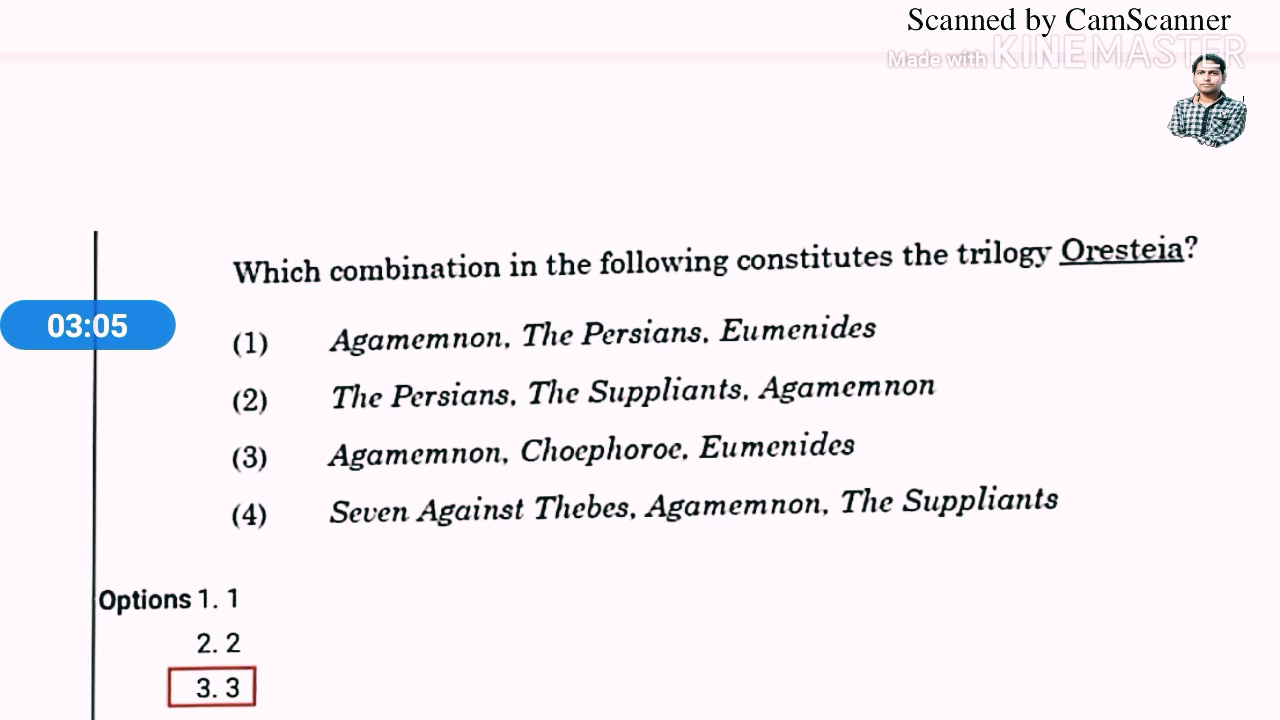 Scanned by CamScanner
Made with KINEMASTER
Which combination in the following constitutes the trilogy Oresteia?
03:05
(1) Agamemnon, The Persians, Eumenides
(2) The Persians, The Suppliants, Agamemnon
(3) Agamemnon, Choephoroe, Eumenides
(4) Seven Against Thebes, Agamemnon, The Suppliants
Options 1. 1
2. 2
3. 3